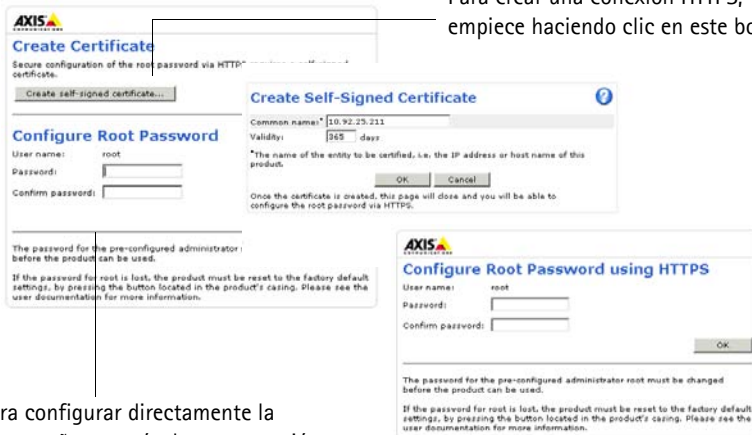 Para crear una conexión HTTPS,
empiece haciendo clic en este bo
AXIS
COMMUNICATIONS
Create Certificate
Secure configuration of the root password via HTTPS requires a self-signed
certificate.
Create self-signed certificate...
Configure Root Password
User name: root
Password:
Confirm password:
The password for the pre-configured administrator
before the product can be used.
If the password for root is lost, the product must be reset to the factory default
settings, by pressing the button located in the product's casing. Please see the
user documentation for more information.
Create Self-Signed Certificate
?
Common name:* 10.92.25.211
Validity: 365 days
*The name of the entity to be certified, i.e. the IP address or host name of this
product.
OK Cancel
Once the certificate is created, this page will close and you will be able to
configure the root password via HTTPS.
AXIS
COMMUNICATIONS
Configure Root Password using HTTPS
User name: root
Password:
Confirm password:
OK
The password for the pre-configured administrator root must be changed
before the product can be used.
If the password for root is lost, the product must be reset to the factory default
settings, by pressing the button located in the product's casing. Please see the
user documentation for more information.
ra configurar directamente la